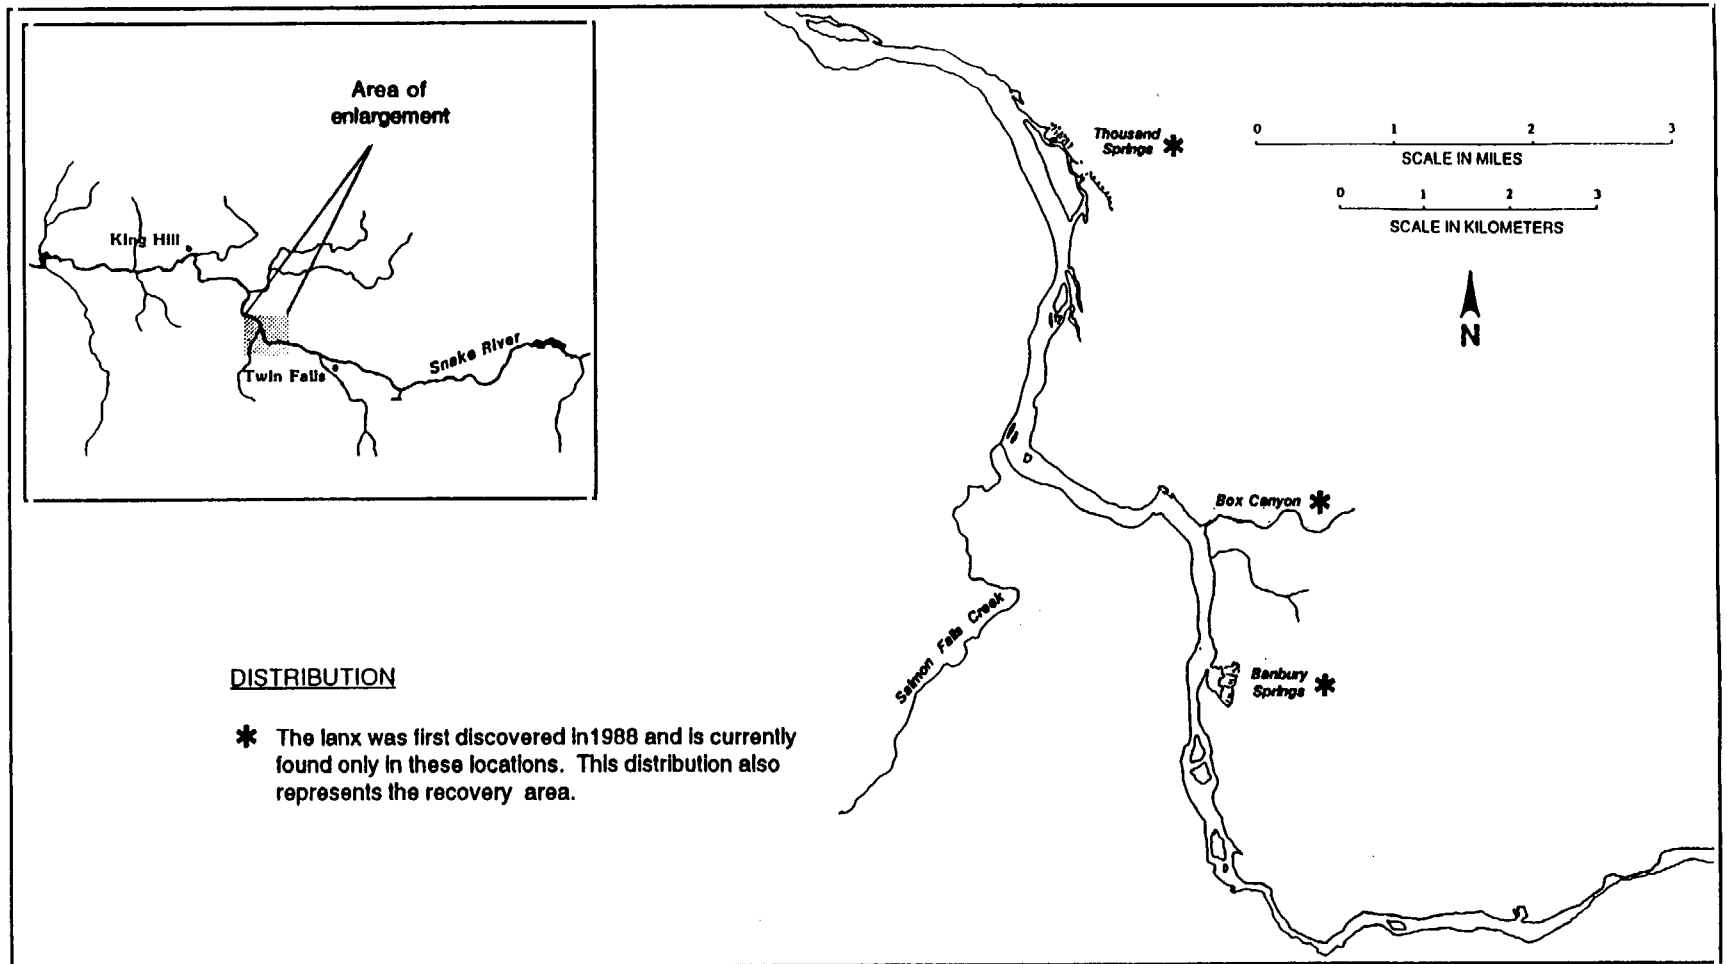 Area of
enlargement
King Hill
Twin Falls
Snake River
Thousand
Springs *
0 1 2 3
SCALE IN MILES
0 1 2 3
SCALE IN KILOMETERS
N
Box Canyon *
Salmon Falls Creek
Banbury
Springs *
DISTRIBUTION
* The lanx was first discovered in1988 and is currently
found only in these locations. This distribution also
represents the recovery area.